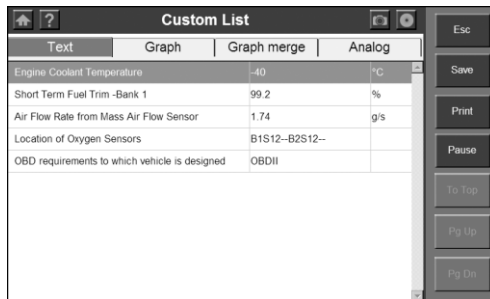 ? Custom List
Text Graph Graph merge Analog
Engine Coolant Temperature -40 °C
Short Term Fuel Trim -Bank 1 99.2 %
Air Flow Rate from Mass Air Flow Sensor 1.74 g/s
Location of Oxygen Sensors B1S12--B2S12--
OBD requirements to which vehicle is designed OBDII
Esc
Save
Print
Pause
To Top
Pg Up
Pg Dn